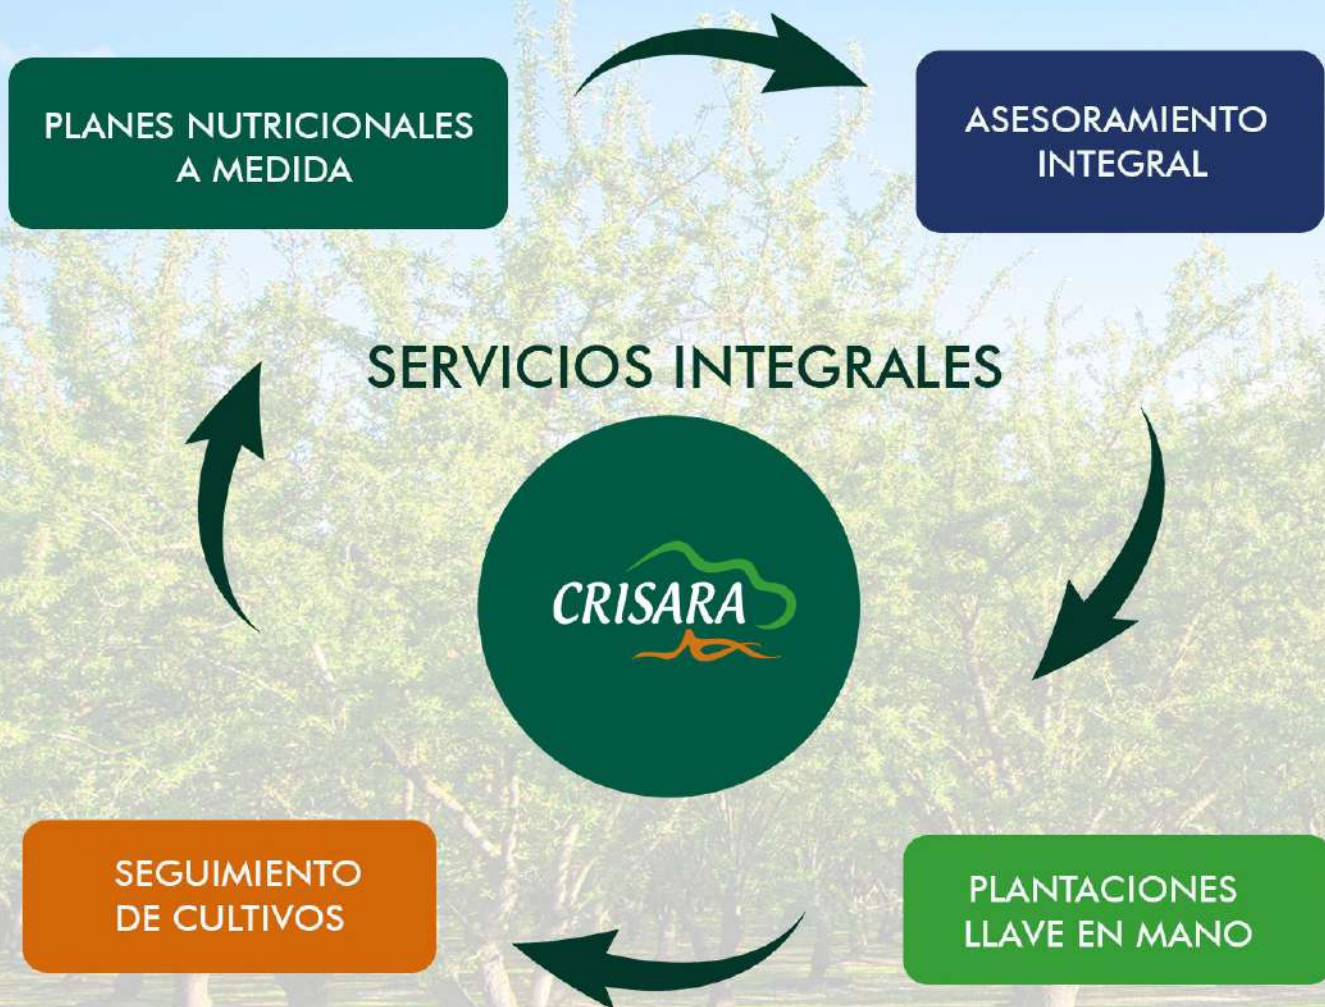 PLANES NUTRICIONALES
A MEDIDA
ASESORAMIENTO
INTEGRAL
SERVICIOS INTEGRALES
CRISARA
SEGUIMIENTO
DE CULTIVOS
PLANTACIONES
LLAVE EN MANO